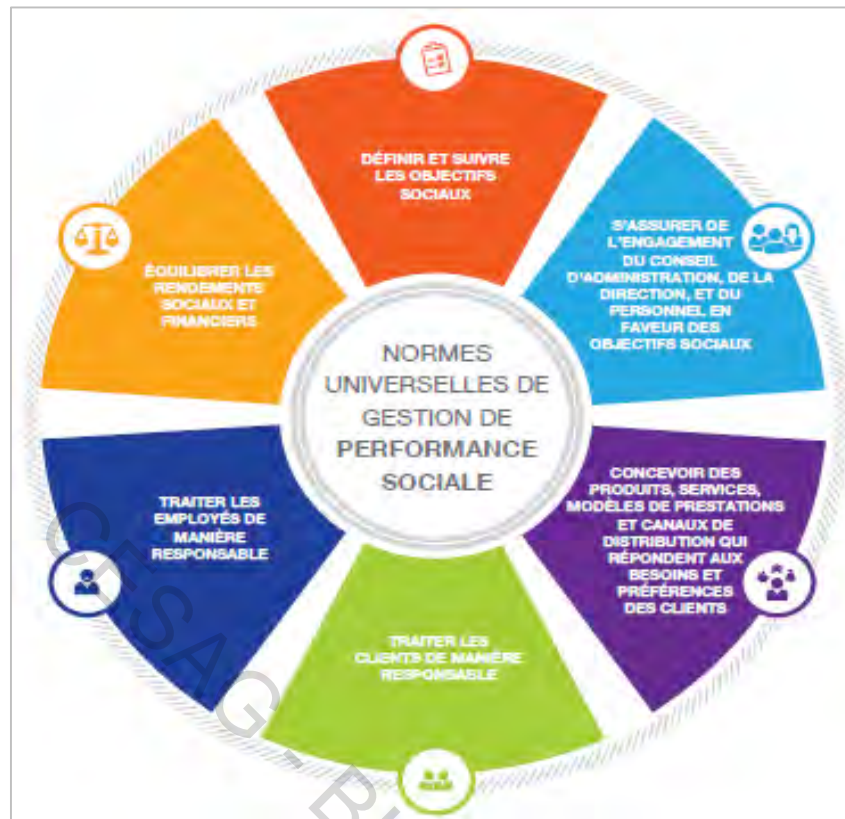 DÉFINIR ET SUIVRE
LES OBJECTIFS
SOCIAUX
S'ASSURER DE
L'ENGAGEMENT
DU CONSEIL
D'ADMINISTRATION, DE LA
DIRECTION, ET DU
PERSONNEL EN
FAVEUR DES
OBJECTIFS SOCIAUX
CONCEVOIR DES
PRODUITS, SERVICES,
MODÈLES DE PRESTATIONS
ET CANAUX DE
DISTRIBUTION QUI
RÉPONDENT AUX
BESOINS ET
PRÉFÉRENCES
DES CLIENTS
TRAITER LES
CLIENTS DE MANIÈRE
RESPONSABLE
TRAITER LES
EMPLOYÉS DE
MANIÈRE
RESPONSABLE
ÉQUILIBRER LES
RENDEMENTS
SOCIAUX ET
FINANCIERS
NORMES
UNIVERSELLES DE
GESTION DE
PERFORMANCE
SOCIALE
CESAG - B